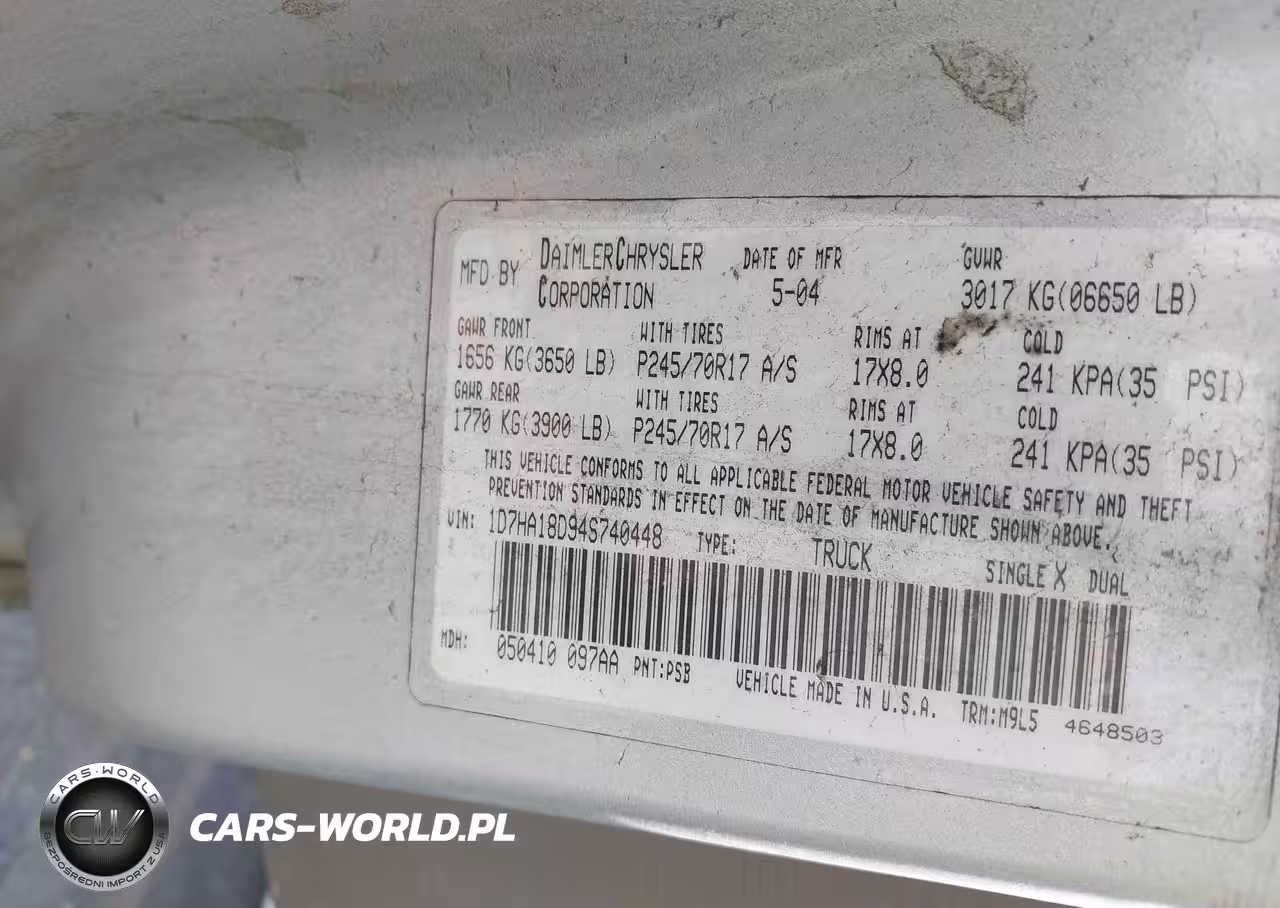 MFD BY DAIMLERCHRYSLER CORPORATION DATE OF MFR 5-04 GVWR 3017 KG(06650 LB)
GAWR FRONT WITH TIRES RIMS AT COLD
1656 KG(3650 LB) P245/70R17 A/S 17X8.0 241 KPA(35 PSI)
GAWR REAR WITH TIRES RIMS AT COLD
1770 KG(3900 LB) P245/70R17 A/S 17X8.0 241 KPA(35 PSI)
THIS VEHICLE CONFORMS TO ALL APPLICABLE FEDERAL MOTOR VEHICLE SAFETY AND THEFT
PREVENTION STANDARDS IN EFFECT ON THE DATE OF MANUFACTURE SHOWN ABOVE.
VIN: 1D7HA18D94S740448 TYPE: TRUCK SINGLE X DUAL
MDH: 050410 097AA PNT:PSB VEHICLE MADE IN U.S.A. TRM:M9L5 4648503
CARS-WORLD
CW
BEZPOŚREDNI IMPORT Z USA
CARS-WORLD.PL